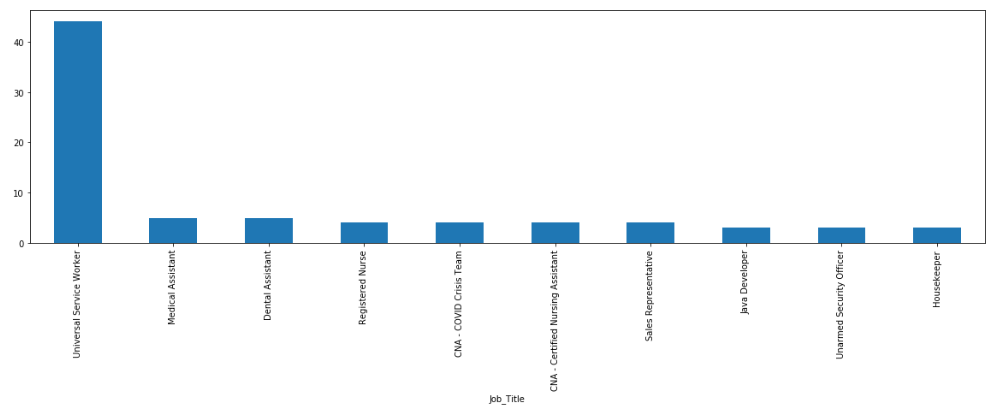 40
30
20
10
0
Universal Service Worker
Medical Assistant
Dental Assistant
Registered Nurse
CNA - COVID Crisis Team
CNA - Certified Nursing Assistant
Sales Representative
Java Developer
Unarmed Security Officer
Housekeeper
Job_Title